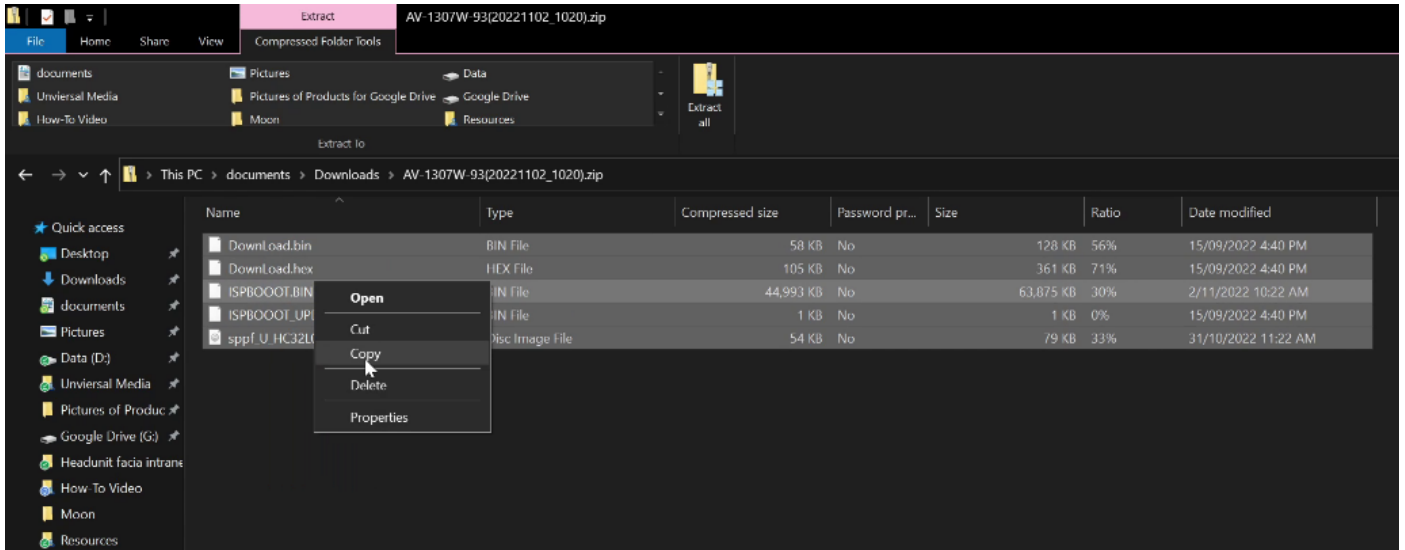 Extract AV-1307W-93(20221102_1020).zip
File Home Share View Compressed Folder Tools
documents Pictures Data
Unviersal Media Pictures of Products for Google Drive Google Drive
How-To Video Moon Resources
Extract all
Extract To
This PC > documents > Downloads > AV-1307W-93(20221102_1020).zip
Name Type Compressed size Password pr... Size Ratio Date modified
Quick access
Desktop
Downloads
documents
Pictures
Data (D:)
Unviersal Media
Pictures of Produc
Google Drive (G:)
Headunit facia intrane
How-To Video
Moon
Resources
DownLoad.bin BIN File 58 KB No 128 KB 56% 15/09/2022 4:40 PM
DownLoad.hex HEX File 105 KB No 361 KB 71% 15/09/2022 4:40 PM
ISPBOOOT.BIN IN File 44,993 KB No 63,875 KB 30% 2/11/2022 10:22 AM
ISPBOOOT_UP IN File 1 KB No 1 KB 0% 15/09/2022 4:40 PM
sppf_U_HC32L Disc Image File 54 KB No 79 KB 33% 31/10/2022 11:22 AM
Open
Cut
Copy
Delete
Properties